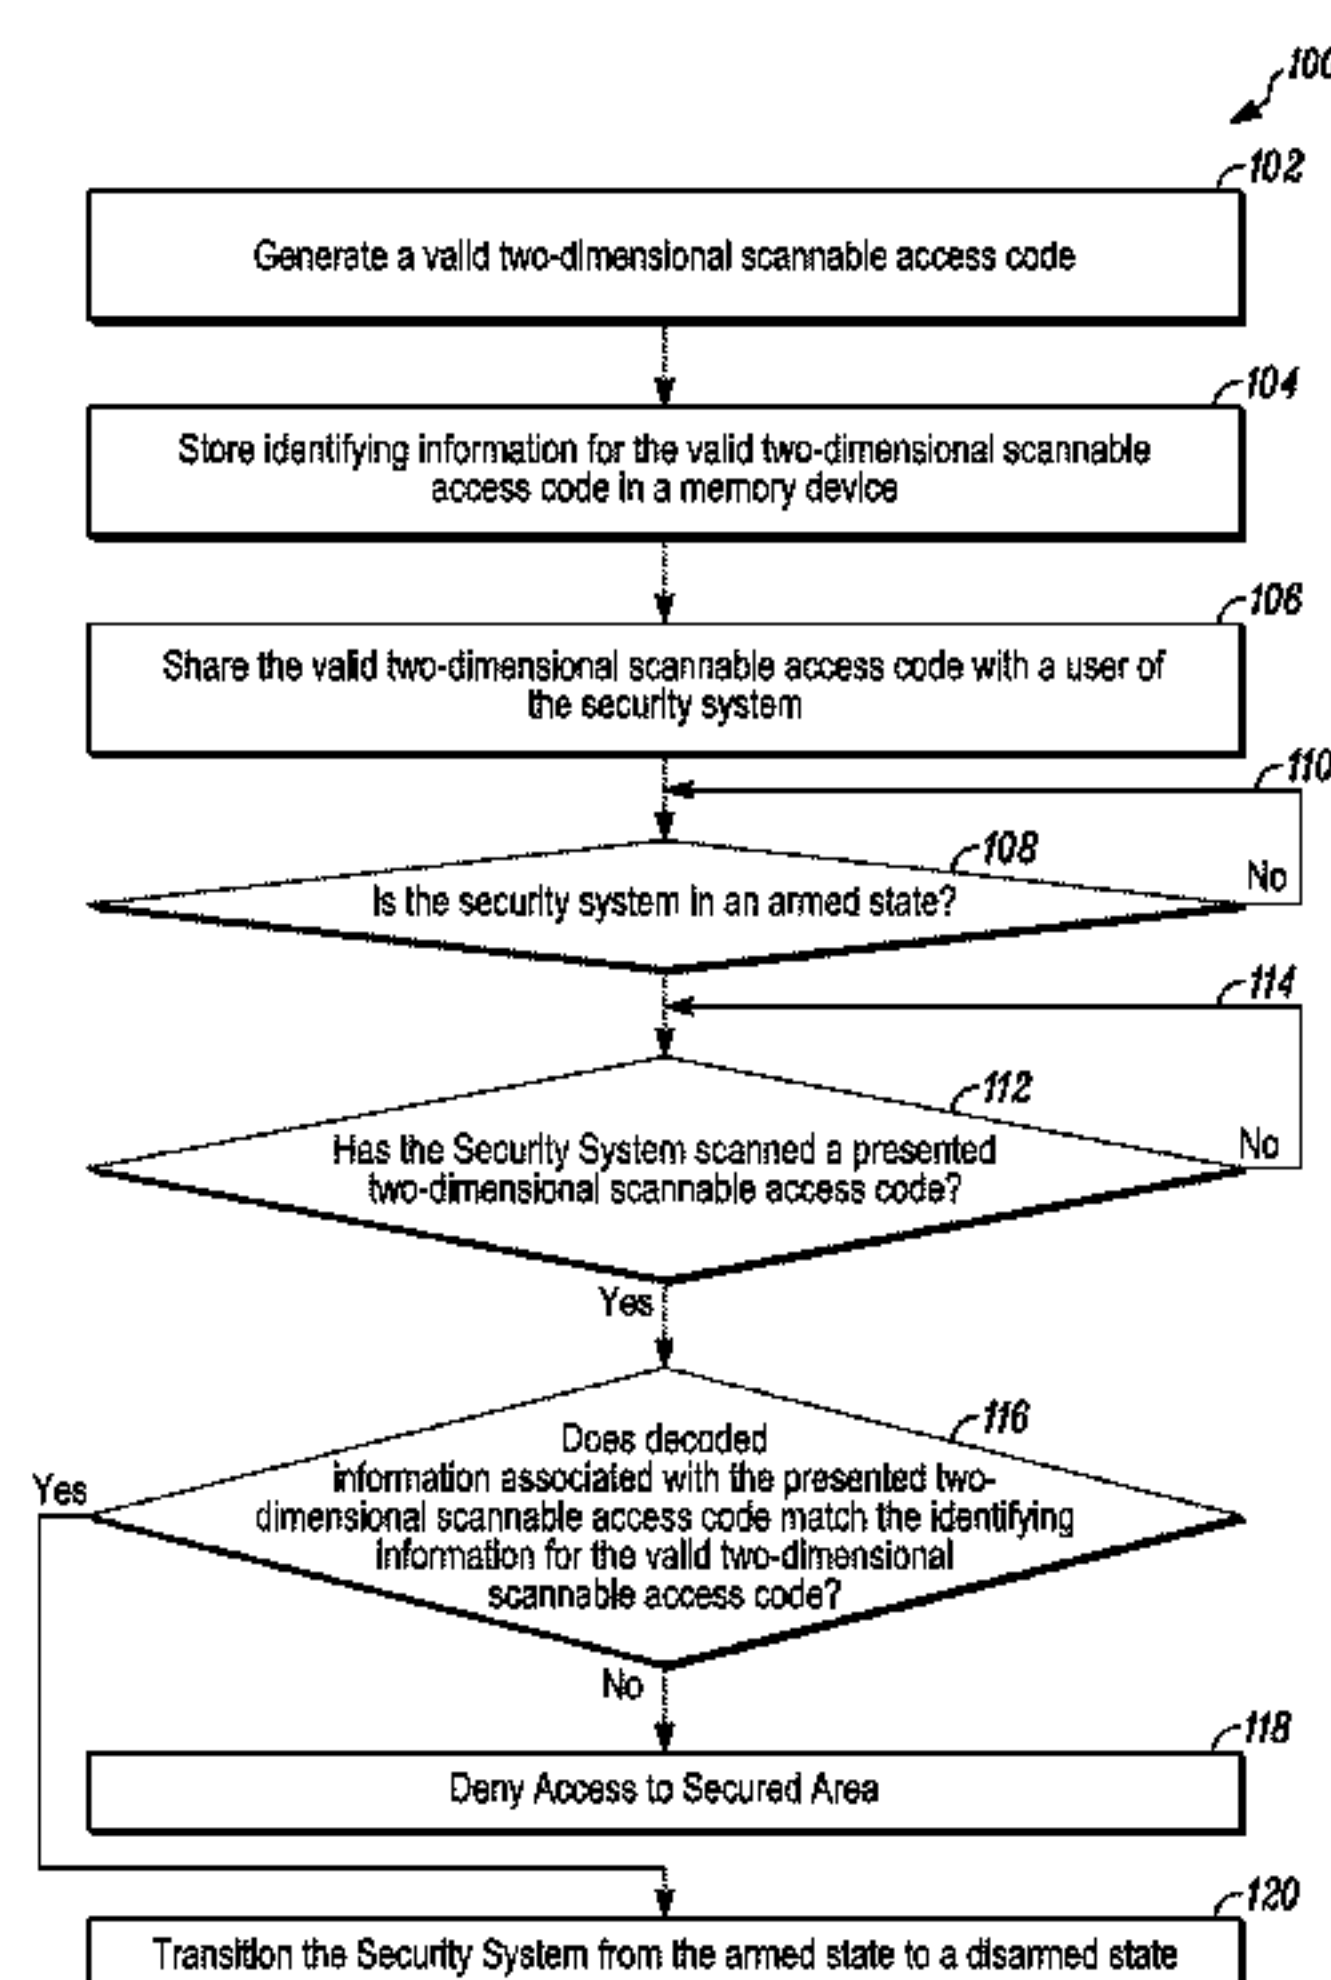 100
102
Generate a valid two-dimensional scannable access code
104
Store identifying information for the valid two-dimensional scannable
access code in a memory device
106
Share the valid two-dimensional scannable access code with a user of
the security system
110
108
Is the security system in an armed state?
No
114
112
Has the Security System scanned a presented
two-dimensional scannable access code?
No
Yes
116
Does decoded
information associated with the presented two-
dimensional scannable access code match the identifying
information for the valid two-dimensional
scannable access code?
Yes
No
118
Deny Access to Secured Area
120
Transition the Security System from the armed state to a disarmed state